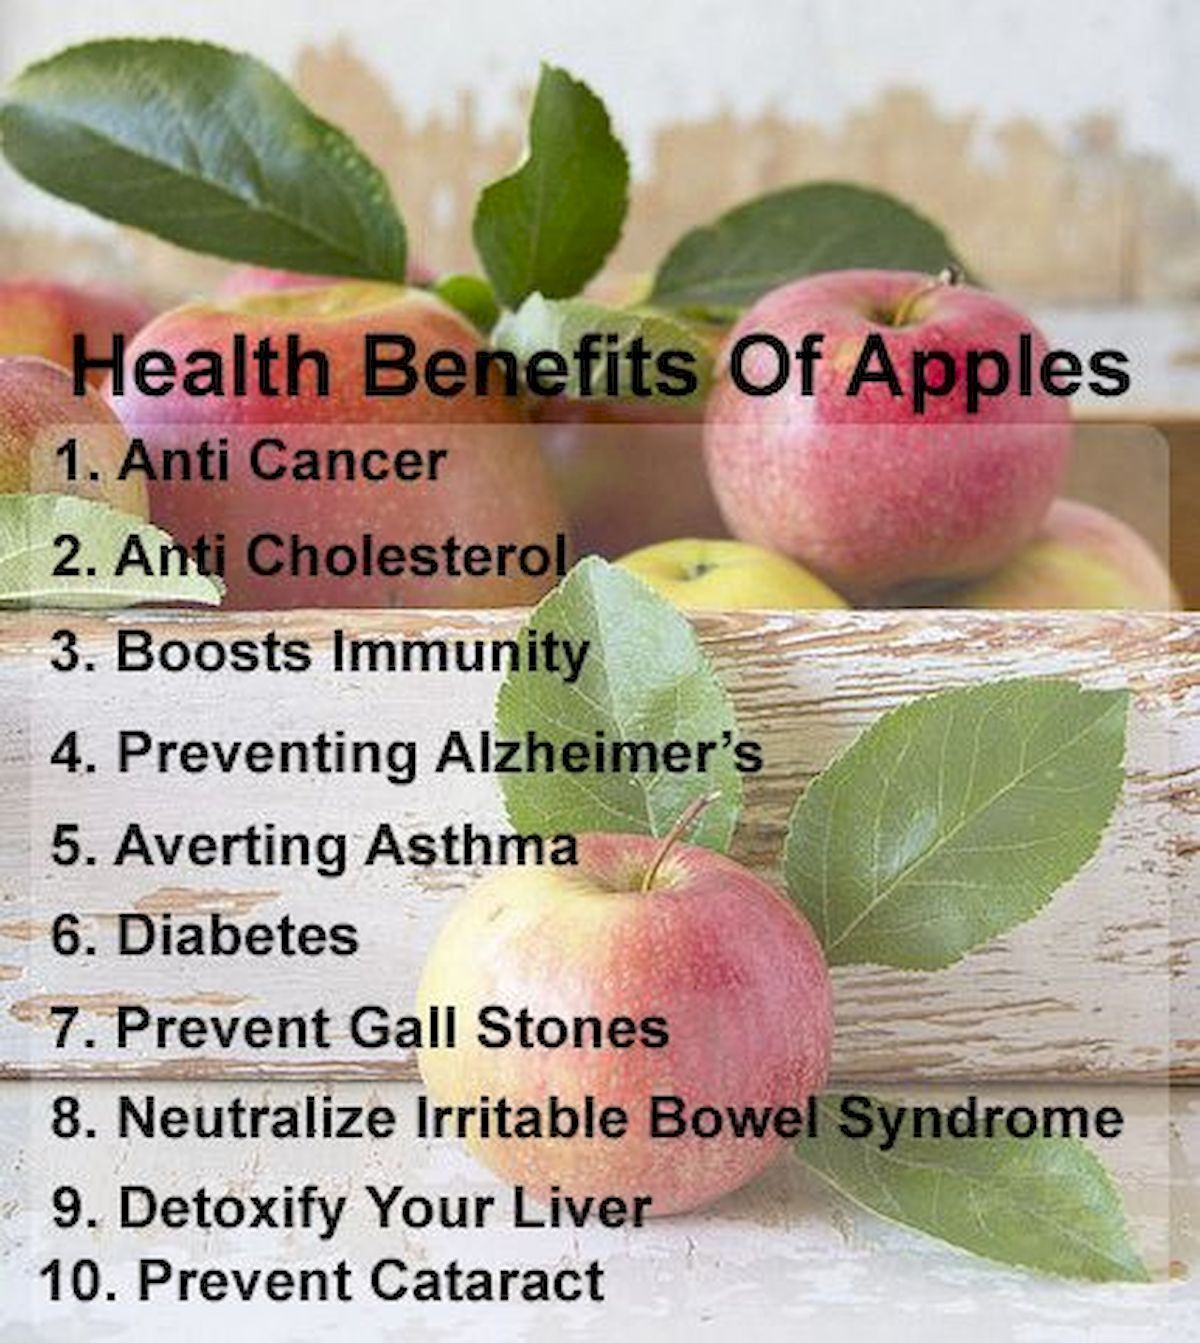 Health Benefits Of Apples
1. Anti Cancer
2. Anti Cholesterol
3. Boosts Immunity
4. Preventing Alzheimer’s
5. Averting Asthma
6. Diabetes
7. Prevent Gall Stones
8. Neutralize Irritable Bowel Syndrome
9. Detoxify Your Liver
10. Prevent Cataract